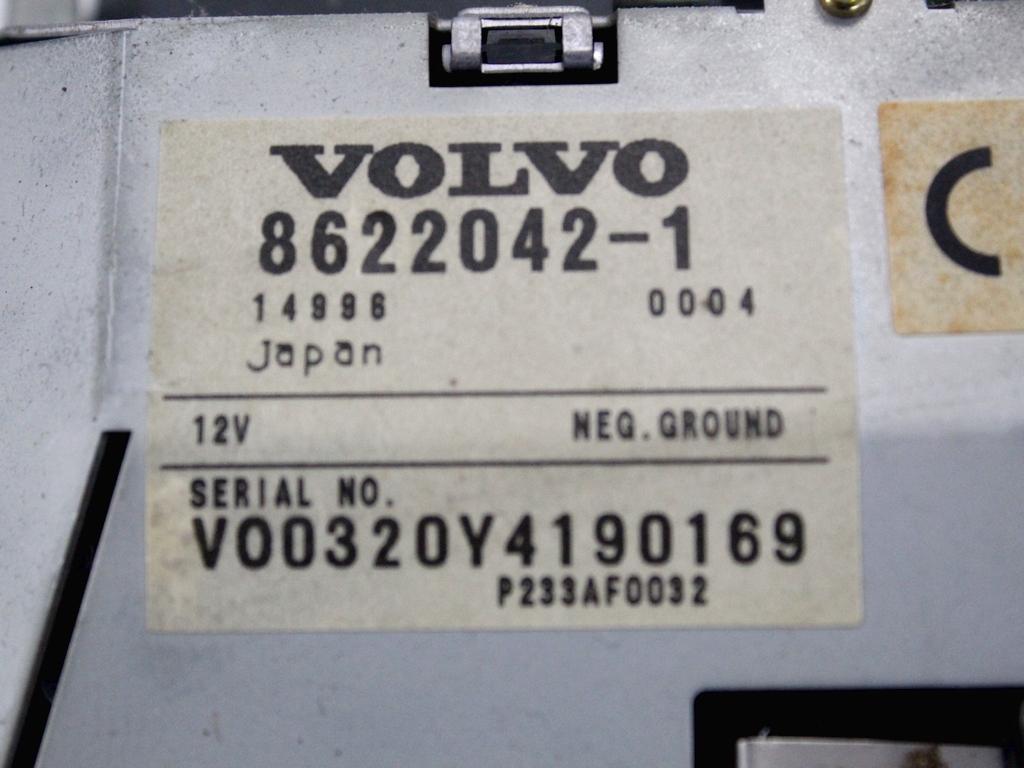 VOLVO
8622042-1
14996 0004
Japan
12V NEG.GROUND
SERIAL NO.
V00320Y4190169
P233AF0032
C